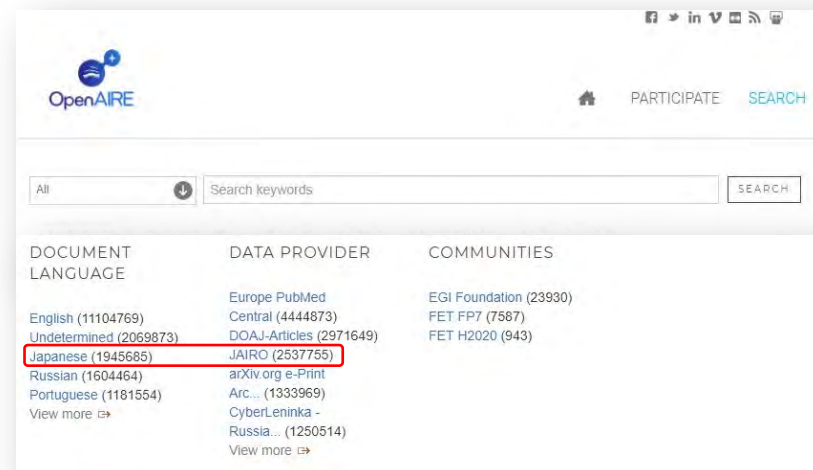 OpenAIRE
PARTICIPATE SEARCH
All
Search keywords
SEARCH
DOCUMENT
LANGUAGE
English (11104769)
Undetermined (2069873)
Japanese (1945685)
Russian (1604464)
Portuguese (1181554)
View more
DATA PROVIDER
Europe PubMed
Central (4444873)
DOAJ-Articles (2971649)
JAIRO (2537755)
arXiv.org e-Print
Arc... (1333969)
CyberLeninka -
Russia... (1250514)
View more
COMMUNITIES
EGI Foundation (23930)
FET FP7 (7587)
FET H2020 (943)